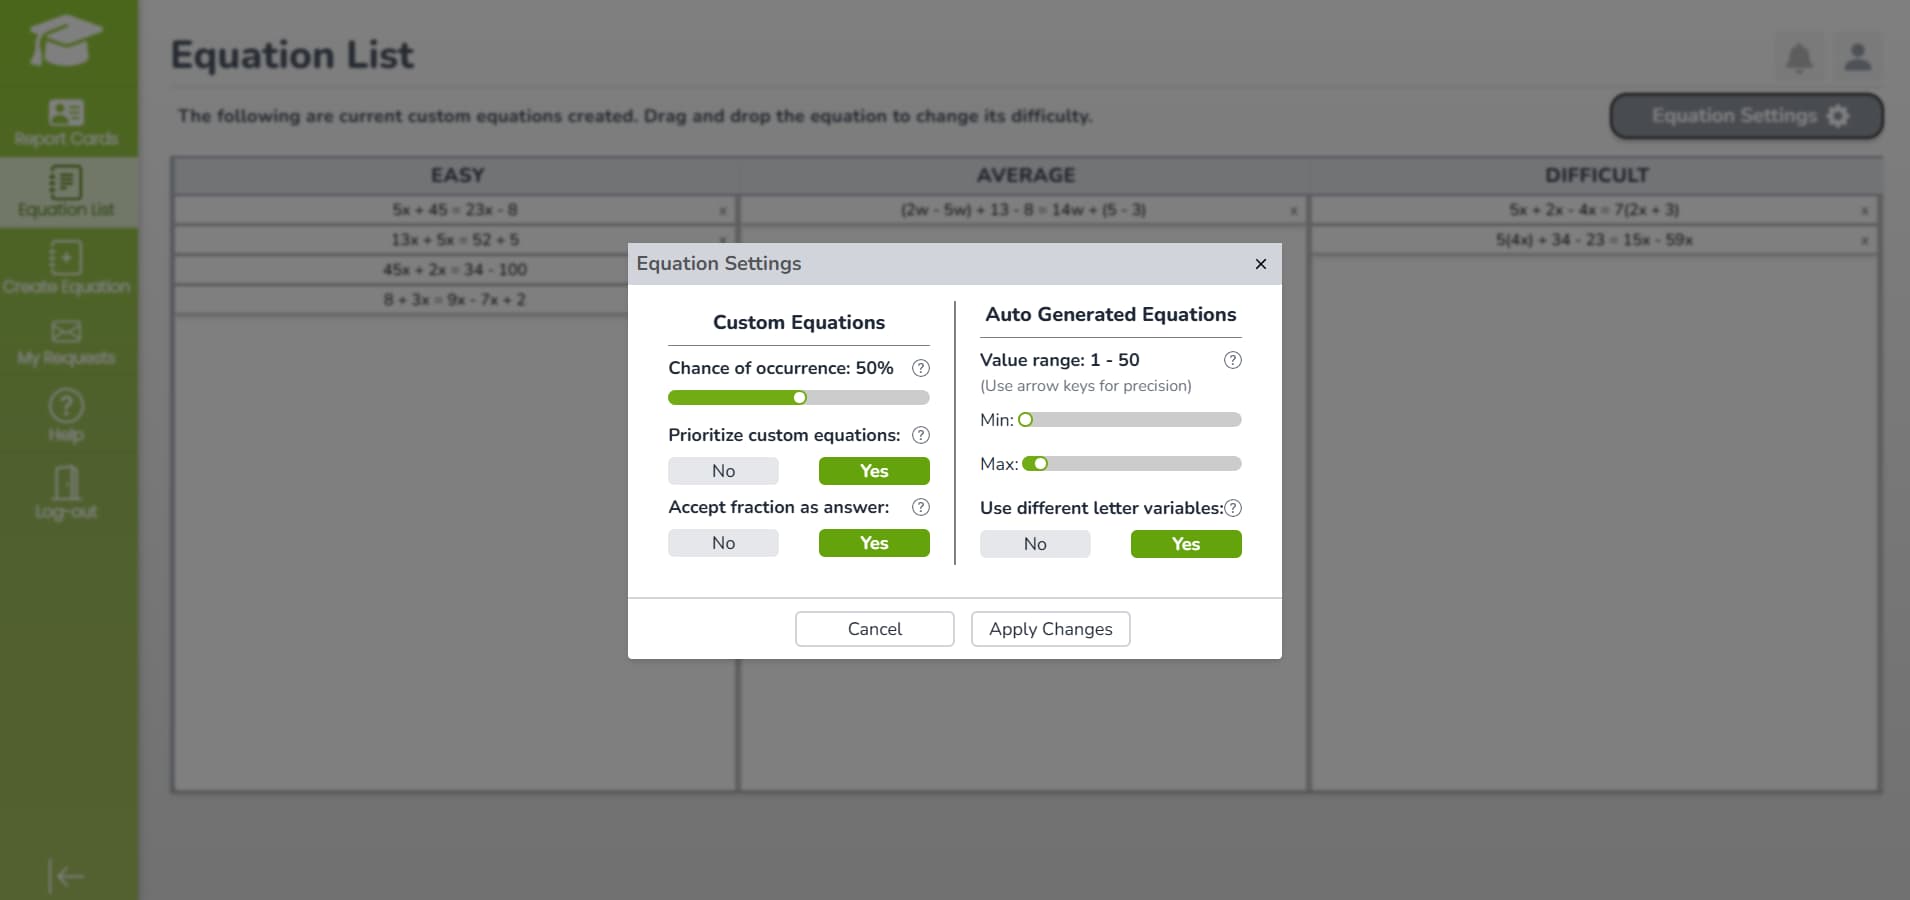 Equation List
The following are current custom equations created. Drag and drop the equation to change its difficulty.
Equation Settings
Report Cards
Equation List
Create Equation
My Requests
Help
Log-out
EASY
5x + 45 = 23x - 8 x
13x + 5x = 52 + 5 x
45x + 2x = 34 - 100
8 + 3x = 9x - 7x + 2
AVERAGE
(2w - 5w) + 13 - 8 = 14w + (5 - 3) x
DIFFICULT
5x + 2x - 4x = 7(2x + 3) x
5(4x) + 34 - 23 = 15x - 59x x
Equation Settings ×
Custom Equations
Chance of occurrence: 50% ?
Prioritize custom equations: ?
No Yes
Accept fraction as answer: ?
No Yes
Auto Generated Equations
Value range: 1 - 50 ?
(Use arrow keys for precision)
Min:
Max:
Use different letter variables: ?
No Yes
Cancel Apply Changes